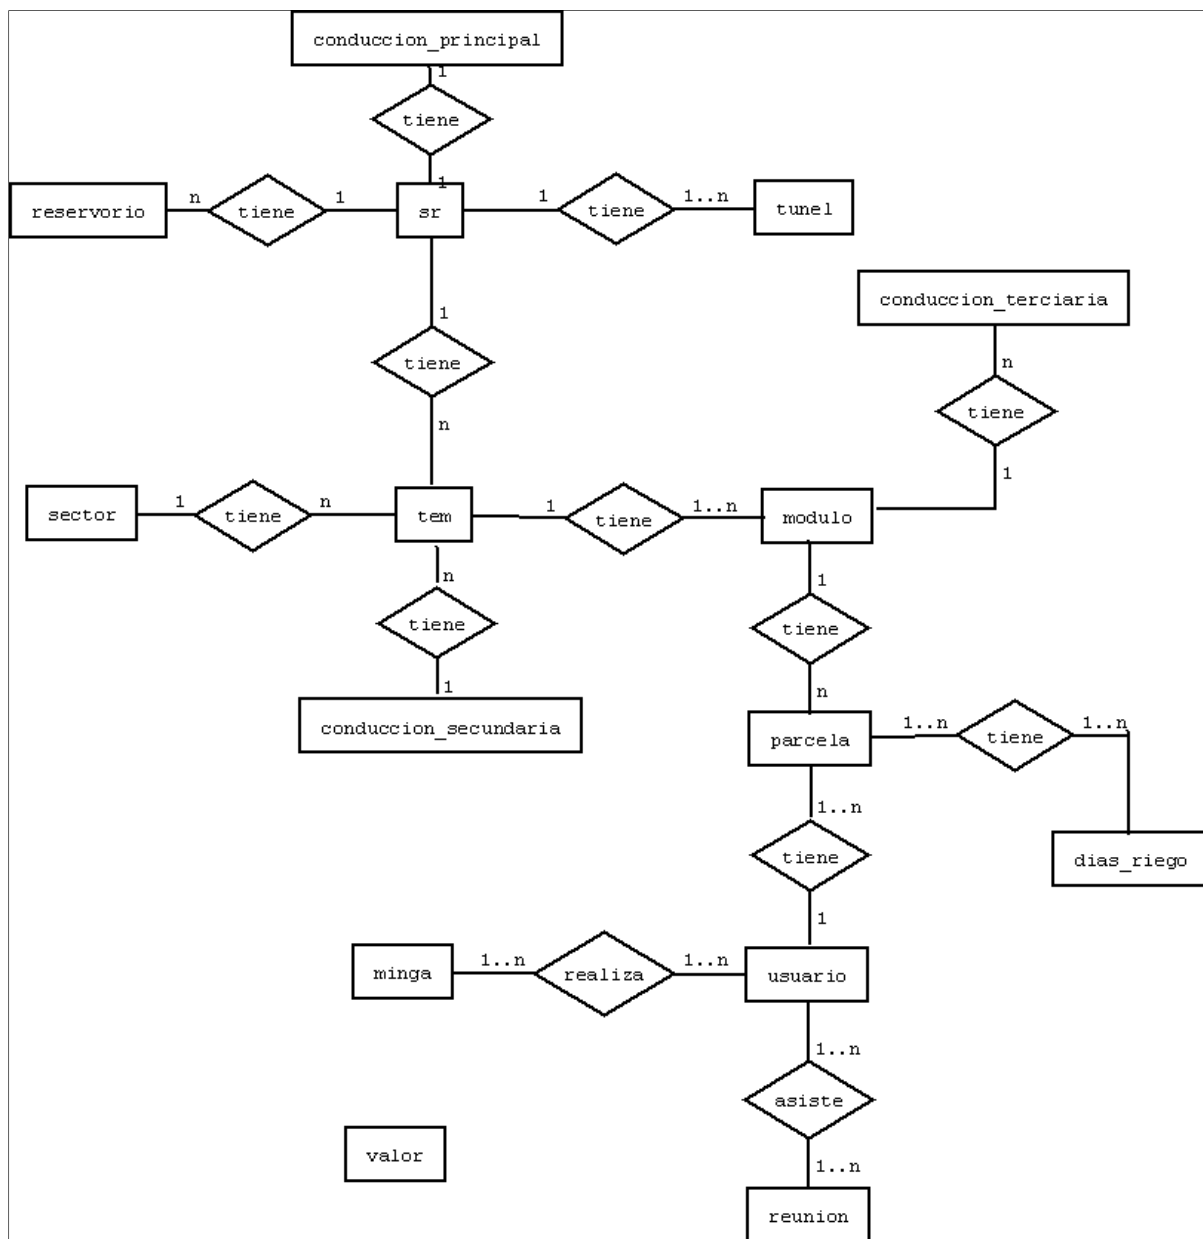 conduccion_principal
1
tiene
1
reservorio n tiene 1 sr 1 tiene 1..n tunel
conduccion_terciaria
1
tiene
n
n
tiene
1
sector 1 tiene n tem 1 tiene 1..n modulo
n
tiene
1
conduccion_secundaria
1
tiene
n
parcela 1..n tiene 1..n
dias_riego
1..n
tiene
1
minga 1..n realiza 1..n usuario
1..n
asiste
1..n
valor
reunion